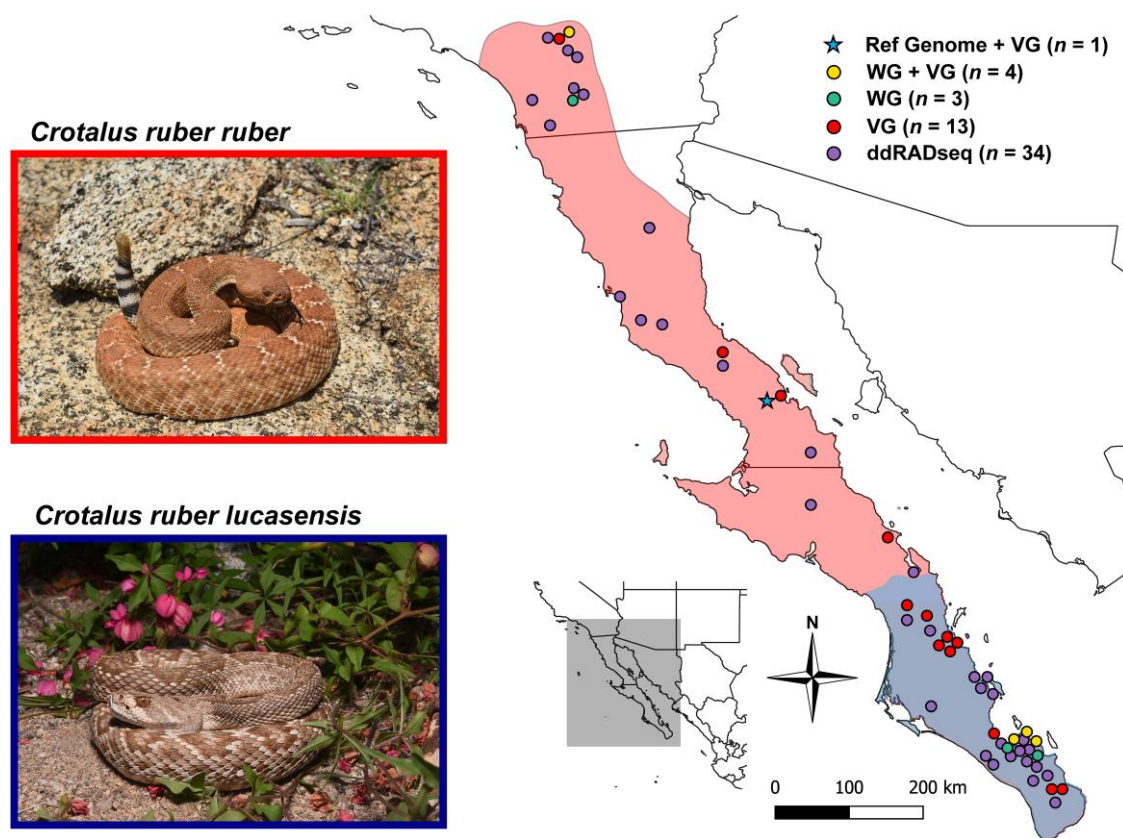 Crotalus ruber ruber
Crotalus ruber lucasensis
Ref Genome + VG (n = 1)
WG + VG (n = 4)
WG (n = 3)
VG (n = 13)
ddRADseq (n = 34)
N
0 100 200 km